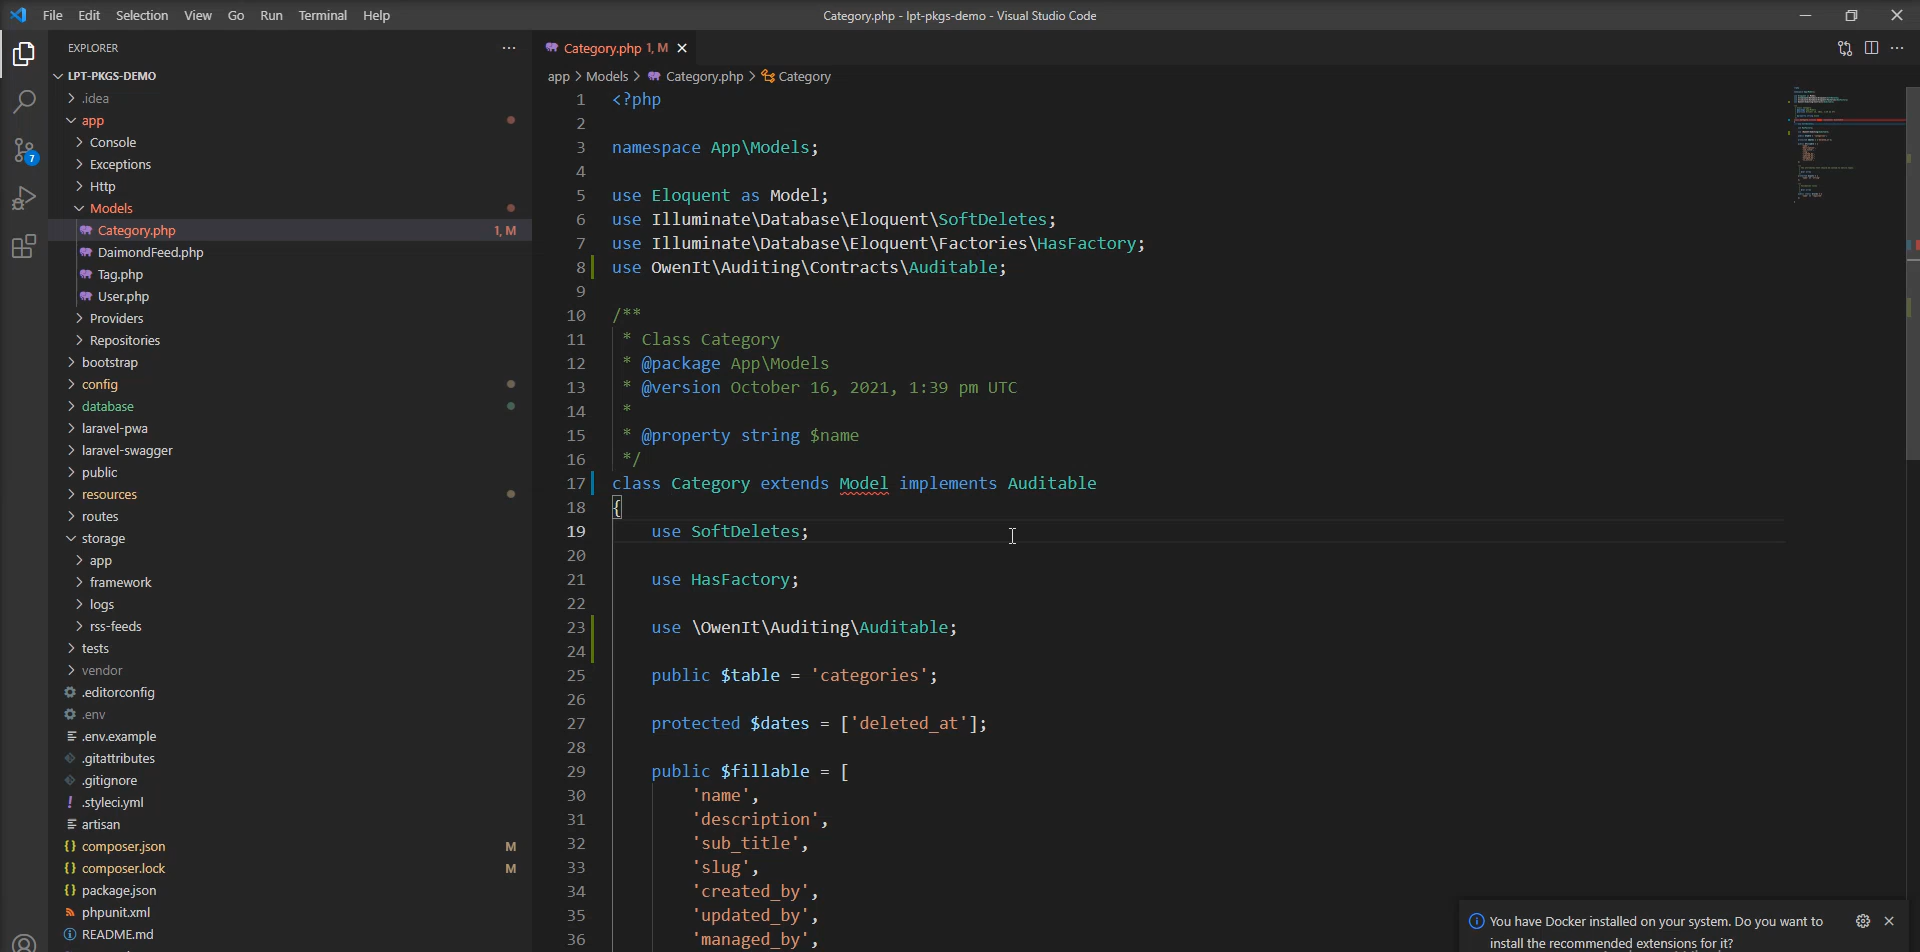 File Edit Selection View Go Run Terminal Help
Category.php - lpt-pkgs-demo - Visual Studio Code
EXPLORER
LPT-PKGS-DEMO
.idea
app
Console
Exceptions
Http
Models
Category.php 1, M
DaimondFeed.php
Tag.php
User.php
Providers
Repositories
bootstrap
config
database
laravel-pwa
laravel-swagger
public
resources
routes
storage
app
framework
logs
rss-feeds
tests
vendor
.editorconfig
.env
.env.example
.gitattributes
.gitignore
.styleci.yml
artisan
composer.json M
composer.lock M
package.json
phpunit.xml
README.md
7
Category.php 1, M
app > Models > Category.php > Category
1 <?php
2
3 namespace App\Models;
4
5 use Eloquent as Model;
6 use Illuminate\Database\Eloquent\SoftDeletes;
7 use Illuminate\Database\Eloquent\Factories\HasFactory;
8 use OwenIt\Auditing\Contracts\Auditable;
9
10 /**
11 * Class Category
12 * @package App\Models
13 * @version October 16, 2021, 1:39 pm UTC
14 *
15 * @property string $name
16 */
17 class Category extends Model implements Auditable
18 {
19 use SoftDeletes;
20
21 use HasFactory;
22
23 use \OwenIt\Auditing\Auditable;
24
25 public $table = 'categories';
26
27 protected $dates = ['deleted_at'];
28
29 public $fillable = [
30 'name',
31 'description',
32 'sub_title',
33 'slug',
34 'created_by',
35 'updated_by',
36 'managed_by',
You have Docker installed on your system. Do you want to
install the recommended extensions for it?